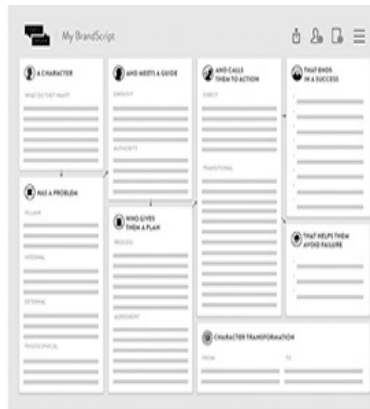 My BrandScript
A CHARACTER
WHAT DO THEY WANT?
HAS A PROBLEM
VILLAIN
INTERNAL
EXTERNAL
PHILOSOPHICAL
AND MEETS A GUIDE
EMPATHY
AUTHORITY
WHO GIVES
THEM A PLAN
PROCESS
AGREEMENT
AND CALLS
THEM TO ACTION
DIRECT
TRANSITIONAL
THAT ENDS
IN A SUCCESS
THAT HELPS THEM
AVOID FAILURE
CHARACTER TRANSFORMATION
FROM
TO